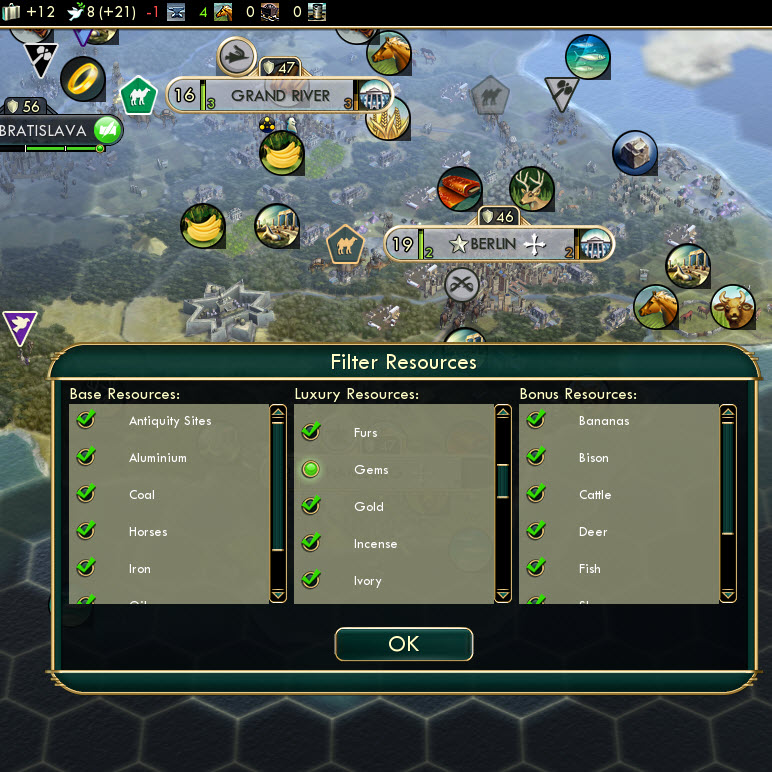 +12 8 (+21) -1 4 0 0
47
16 3 GRAND RIVER 3
56
BRATISLAVA
46
19 2 BERLIN 2
Filter Resources
Base Resources: Luxury Resources: Bonus Resources:
Antiquity Sites Furs Bananas
Aluminium Gems Bison
Coal Gold Cattle
Horses Incense Deer
Iron Ivory Fish
OK